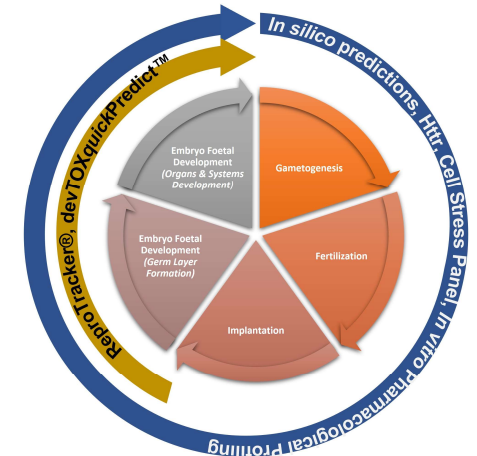 In silico predictions, Httr, Cell Stress Panel, In vitro Pharmacological Profiling
ReproTracker®, devTOXquickPredict™
Embryo Foetal
Development
(Organs & Systems
Development)
Gametogenesis
Embryo Foetal
Development
(Germ Layer
Formation)
Fertilization
Implantation